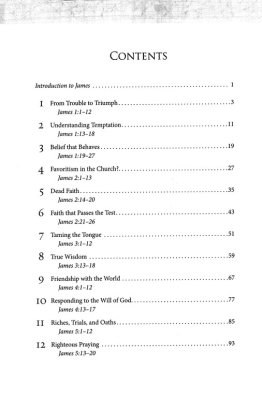 CONTENTS
Introduction to James 1
1 From Trouble to Triumph 3
James 1:1–12
2 Understanding Temptation 11
James 1:13–18
3 Belief that Behaves 19
James 1:19–27
4 Favoritism in the Church? 27
James 2:1–13
5 Dead Faith 35
James 2:14–20
6 Faith that Passes the Test 43
James 2:21–26
7 Taming the Tongue 51
James 3:1–12
8 True Wisdom 59
James 3:13–18
9 Friendship with the World 67
James 4:1–12
10 Responding to the Will of God 77
James 4:13–17
11 Riches, Trials, and Oaths 85
James 5:1–12
12 Righteous Praying 93
James 5:13–20